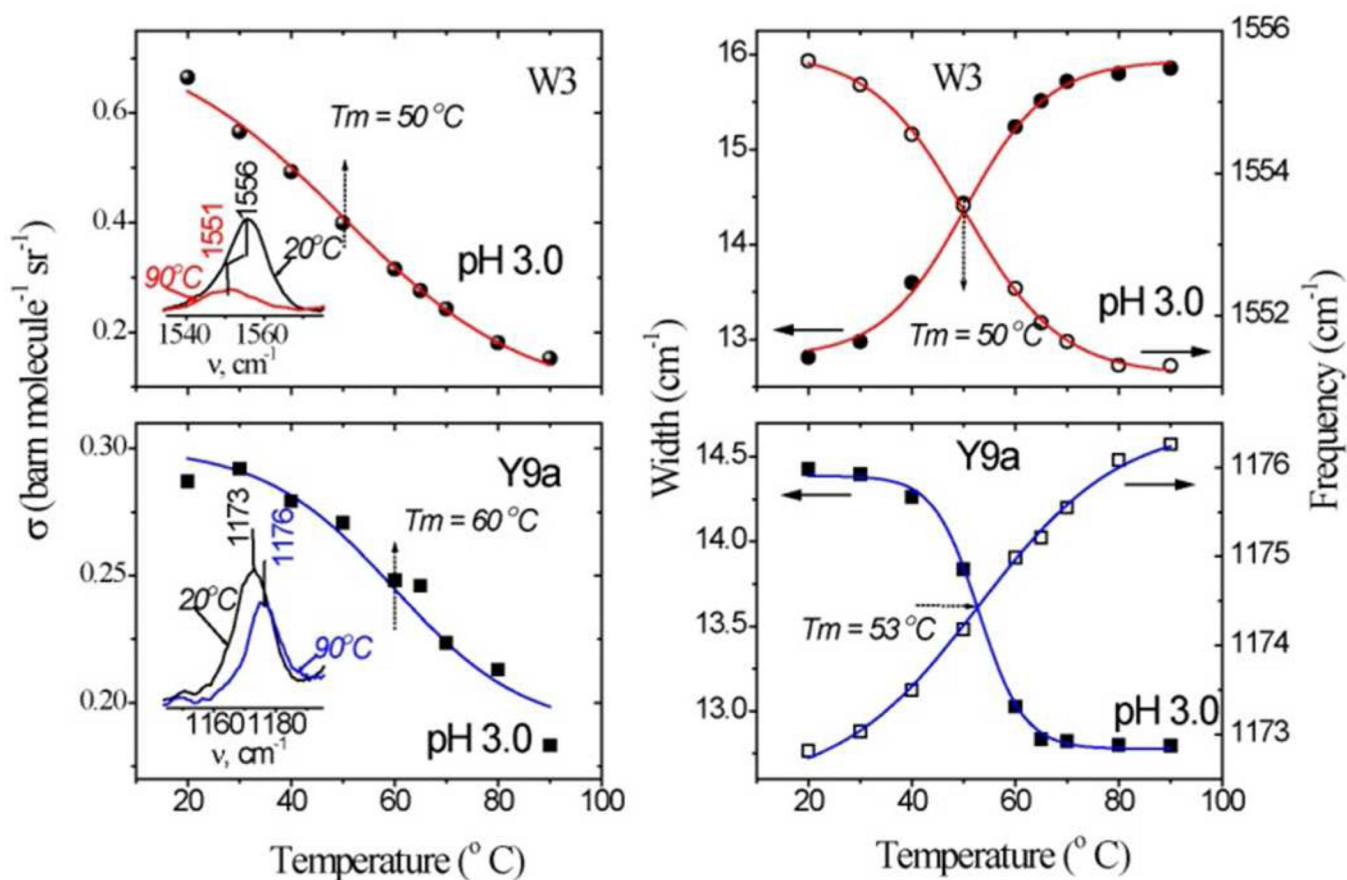 W3
Tm = 50 °C
0.6
0.4
0.2
1556
1551
20°C
90°C
pH 3.0
1540 1560
ν, cm-1
σ (barn molecule-1 sr-1)
Y9a
Tm = 60 °C
0.30
0.25
0.20
1173
1176
20°C
90°C
pH 3.0
1160 1180
ν, cm-1
20 40 60 80 100
Temperature (° C)
W3
16
15
14
13
1556
1554
1552
pH 3.0
Tm = 50 °C
Width (cm-1)
Frequency (cm-1)
Y9a
14.5
14.0
13.5
13.0
1176
1175
1174
1173
Tm = 53 °C
pH 3.0
20 40 60 80 100
Temperature (° C)